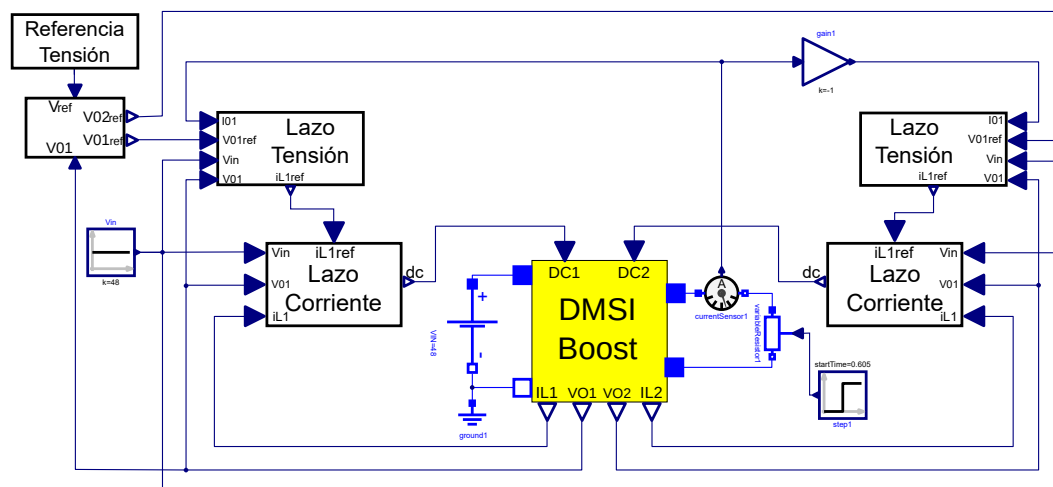 Referencia
Tensión
Vref
V02ref
V01ref
V01
I01
V01ref
Vin
V01
Lazo
Tensión
iL1ref
gain1
k=-1
Lazo
Tensión
I01
V01ref
Vin
V01
iL1ref
Vin
k=48
Vin
V01
iL1
iL1ref
Lazo
Corriente
dc
VIN=48
+
-
ground1
DC1
DC2
DMSI
Boost
IL1
VO1
VO2
IL2
A
currentSensor1
variableResistor1
startTime=0.605
step1
dc
iL1ref
Lazo
Corriente
Vin
V01
iL1